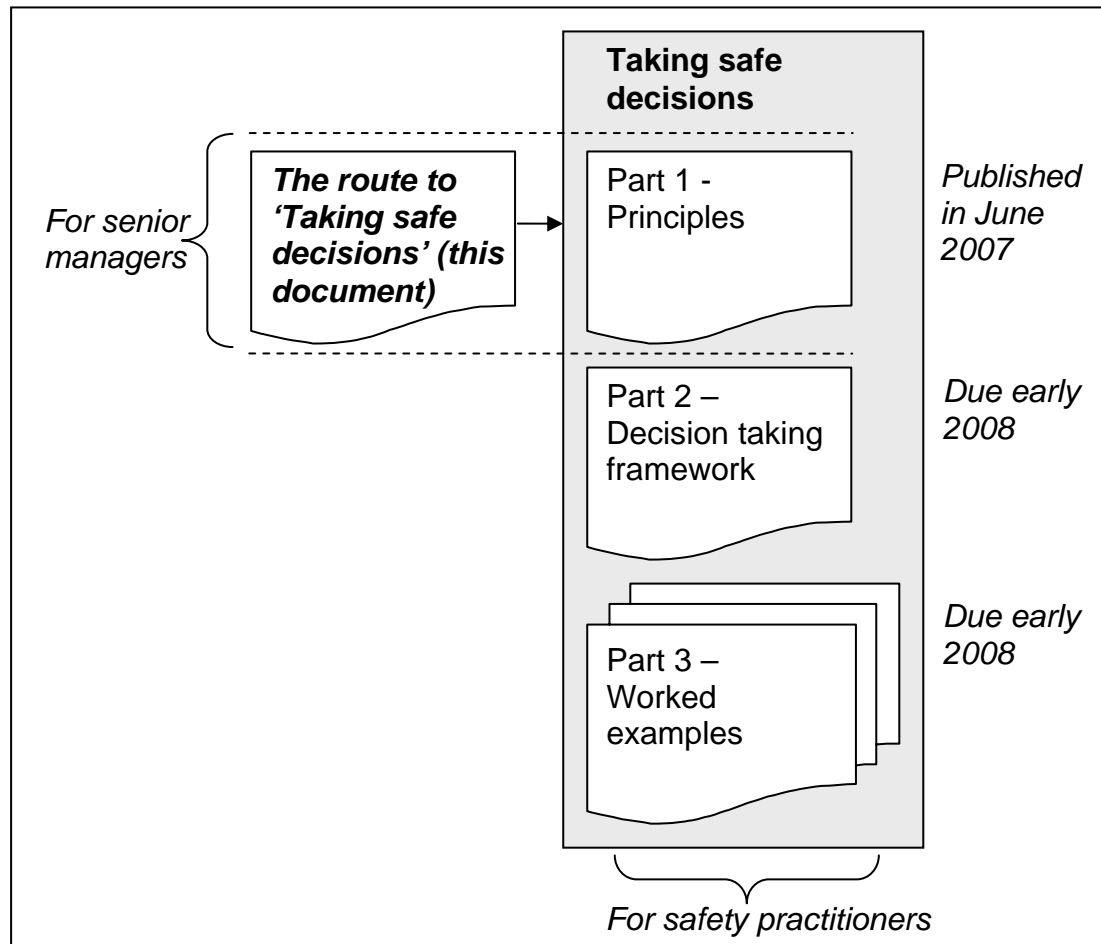 Taking safe
decisions
For senior
managers
The route to
‘Taking safe
decisions’ (this
document)
Part 1 -
Principles
Published
in June
2007
Part 2 –
Decision taking
framework
Due early
2008
Part 3 –
Worked
examples
Due early
2008
For safety practitioners